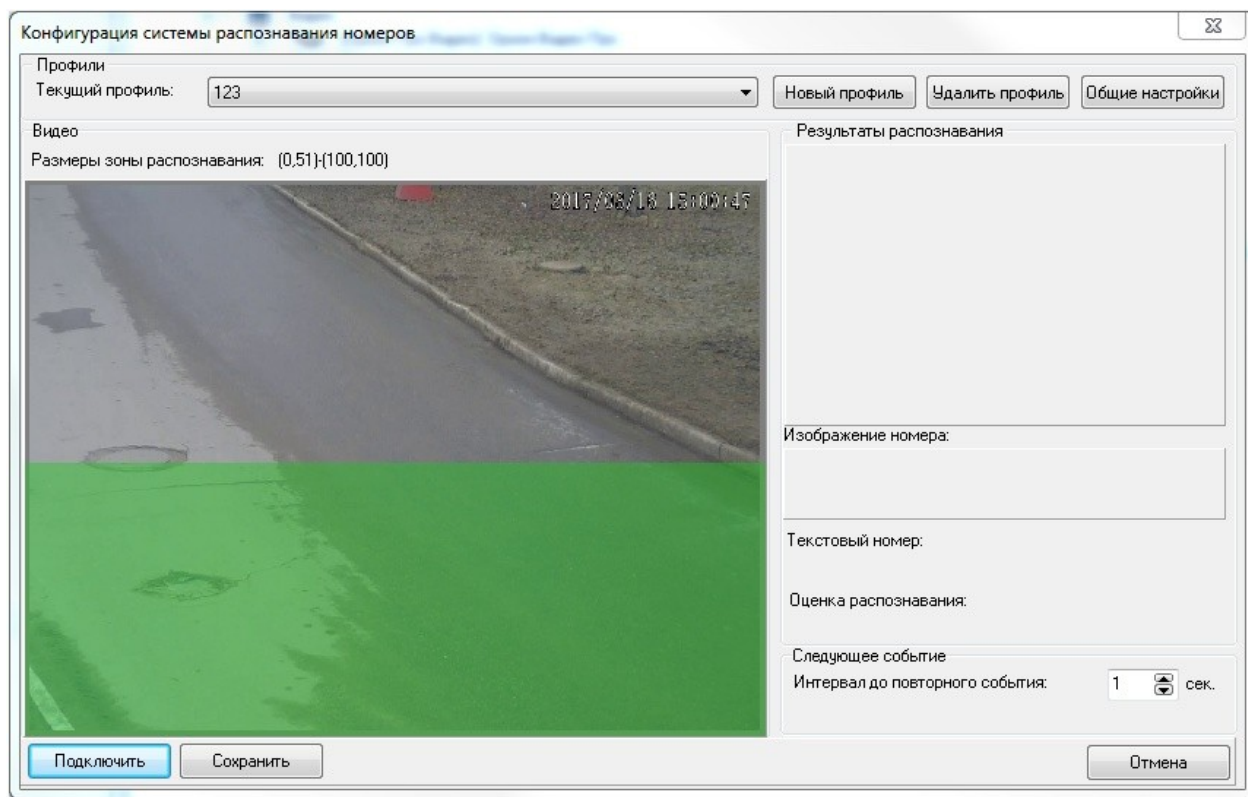 Конфигурация системы распознавания номеров
Профили
Текущий профиль:
123
Новый профиль
Удалить профиль
Общие настройки
Видео
Размеры зоны распознавания: (0,51)-(100,100)
Результаты распознавания
Изображение номера:
Текстовый номер:
Оценка распознавания:
Следующее событие
Интервал до повторного события:
1
сек.
Подключить
Сохранить
Отмена